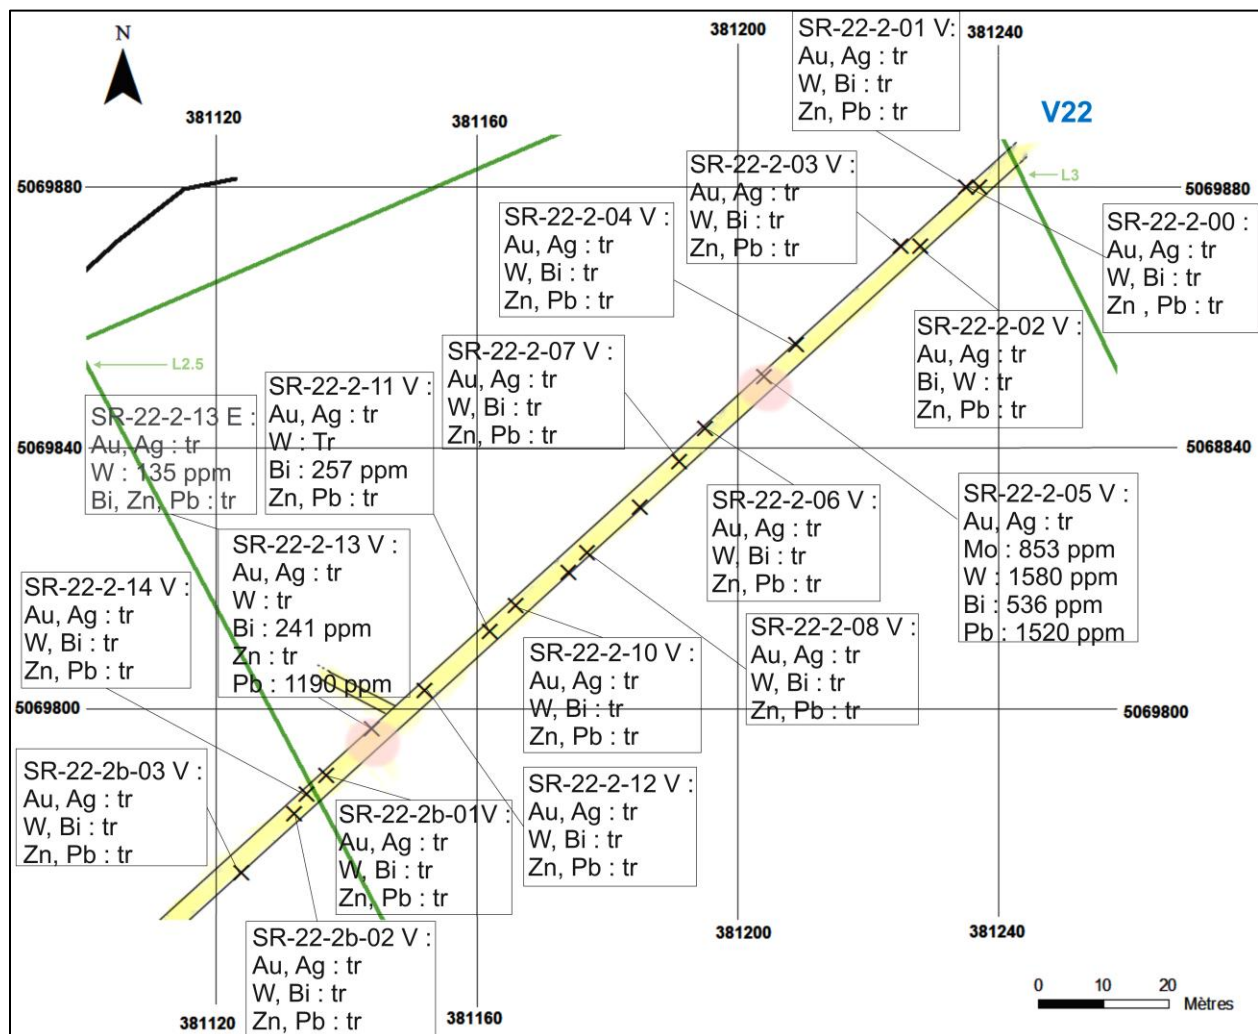 381200
381240
SR-22-2-01 V :
Au, Ag : tr
W, Bi : tr
Zn, Pb : tr
N
V22
381120
381160
SR-22-2-03 V :
Au, Ag : tr
W, Bi : tr
Zn, Pb : tr
5069880
5069880
L3
SR-22-2-04 V :
Au, Ag : tr
W, Bi : tr
Zn, Pb : tr
SR-22-2-00 :
Au, Ag : tr
W, Bi : tr
Zn , Pb : tr
SR-22-2-02 V :
Au, Ag : tr
Bi, W : tr
Zn, Pb : tr
SR-22-2-07 V :
Au, Ag : tr
W, Bi : tr
Zn, Pb : tr
L2.5
SR-22-2-11 V :
Au, Ag : tr
W : Tr
Bi : 257 ppm
Zn, Pb : tr
SR-22-2-13 E :
Au, Ag : tr
W : 135 ppm
Bi, Zn, Pb : tr
5069840
5069840
SR-22-2-06 V :
Au, Ag : tr
W, Bi : tr
Zn, Pb : tr
SR-22-2-05 V :
Au, Ag : tr
Mo : 853 ppm
W : 1580 ppm
Bi : 536 ppm
Pb : 1520 ppm
SR-22-2-13 V :
Au, Ag : tr
W : tr
Bi : 241 ppm
Zn : tr
Pb : 1190 ppm
SR-22-2-14 V :
Au, Ag : tr
W, Bi : tr
Zn, Pb : tr
SR-22-2-08 V :
Au, Ag : tr
W, Bi : tr
Zn, Pb : tr
SR-22-2-10 V :
Au, Ag : tr
W, Bi : tr
Zn, Pb : tr
5069800
5069800
SR-22-2b-03 V :
Au, Ag : tr
W, Bi : tr
Zn, Pb : tr
SR-22-2-12 V :
Au, Ag : tr
W, Bi : tr
Zn, Pb : tr
SR-22-2b-01V :
Au, Ag : tr
W, Bi : tr
Zn, Pb : tr
SR-22-2b-02 V :
Au, Ag : tr
W, Bi : tr
Zn, Pb : tr
381200
381240
381120
381160
0 10 20
Mètres